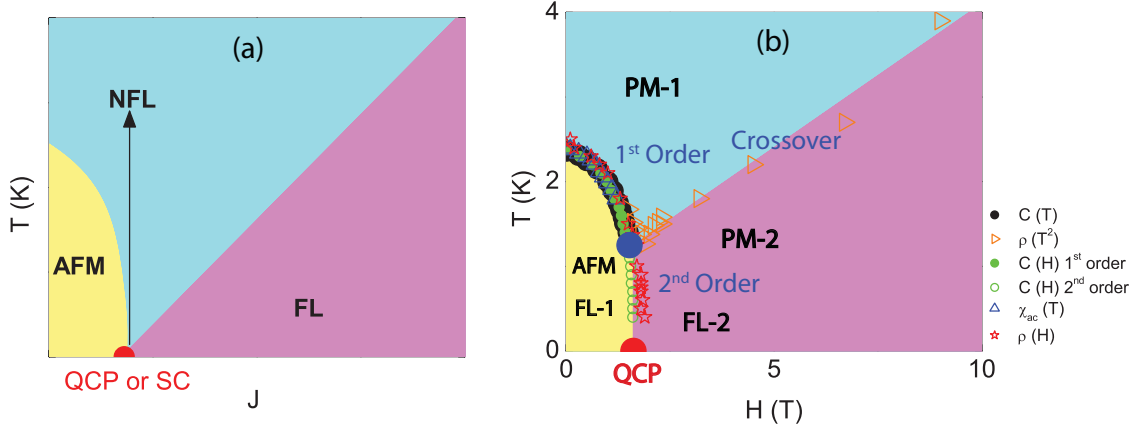 (a)
NFL
AFM
FL
QCP or SC
T (K)
J
(b)
4
2
0
T (K)
PM-1
1st Order
Crossover
PM-2
AFM
2nd Order
FL-1
FL-2
QCP
0
5
10
H (T)
C (T)
ρ (T²)
C (H) 1st order
C (H) 2nd order
χac (T)
ρ (H)